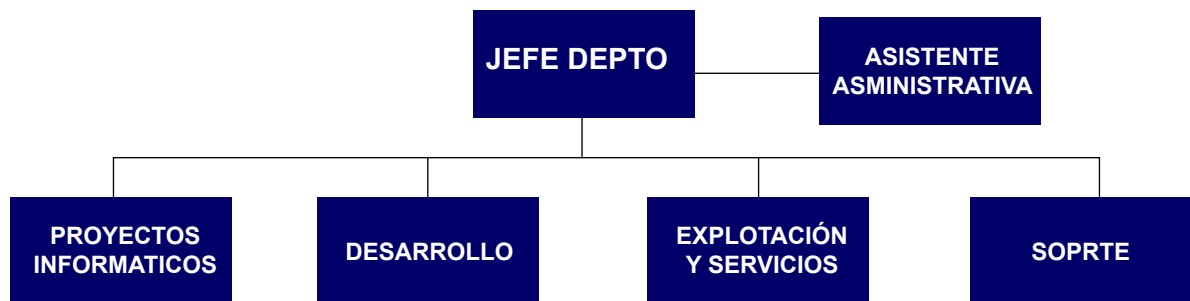 JEFE DEPTO
ASISTENTE
ASMINISTRATIVA
PROYECTOS
INFORMATICOS
DESARROLLO
EXPLOTACIÓN
Y SERVICIOS
SOPRTE